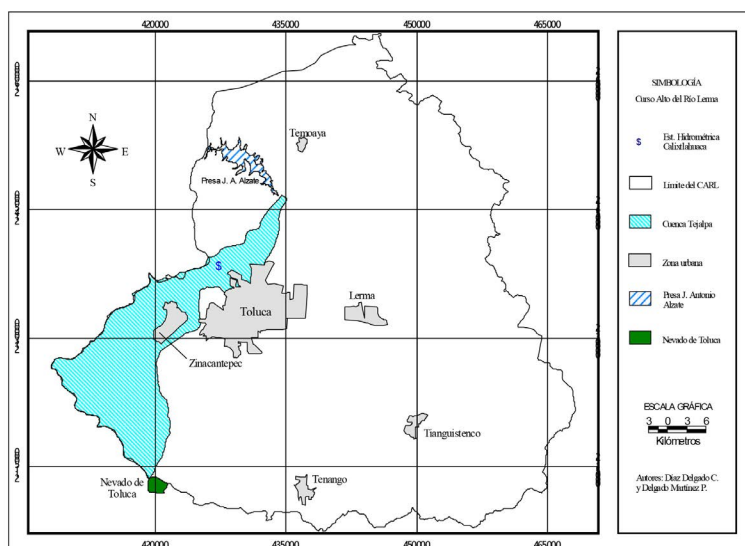 420000 435000 450000 465000
N
W E
S
Temoaya
Presa J. A. Alzate
$
Toluca
Lerma
Zinacantepec
Tianguistenco
Nevado de
Toluca
Tenango
420000 435000 450000 465000
SIMBOLOGÍA
Curso Alto del Río Lerma
$
Est. Hidrométrica
Calixtlahuaca
Límite del CARL
Cuenca Tejalpa
Zona urbana
Presa J. Antonio
Alzate
Nevado de Toluca
ESCALA GRÁFICA
3 0 3 6
Kilómetros
Autores: Díaz Delgado C.
y Delgado Martínez P.